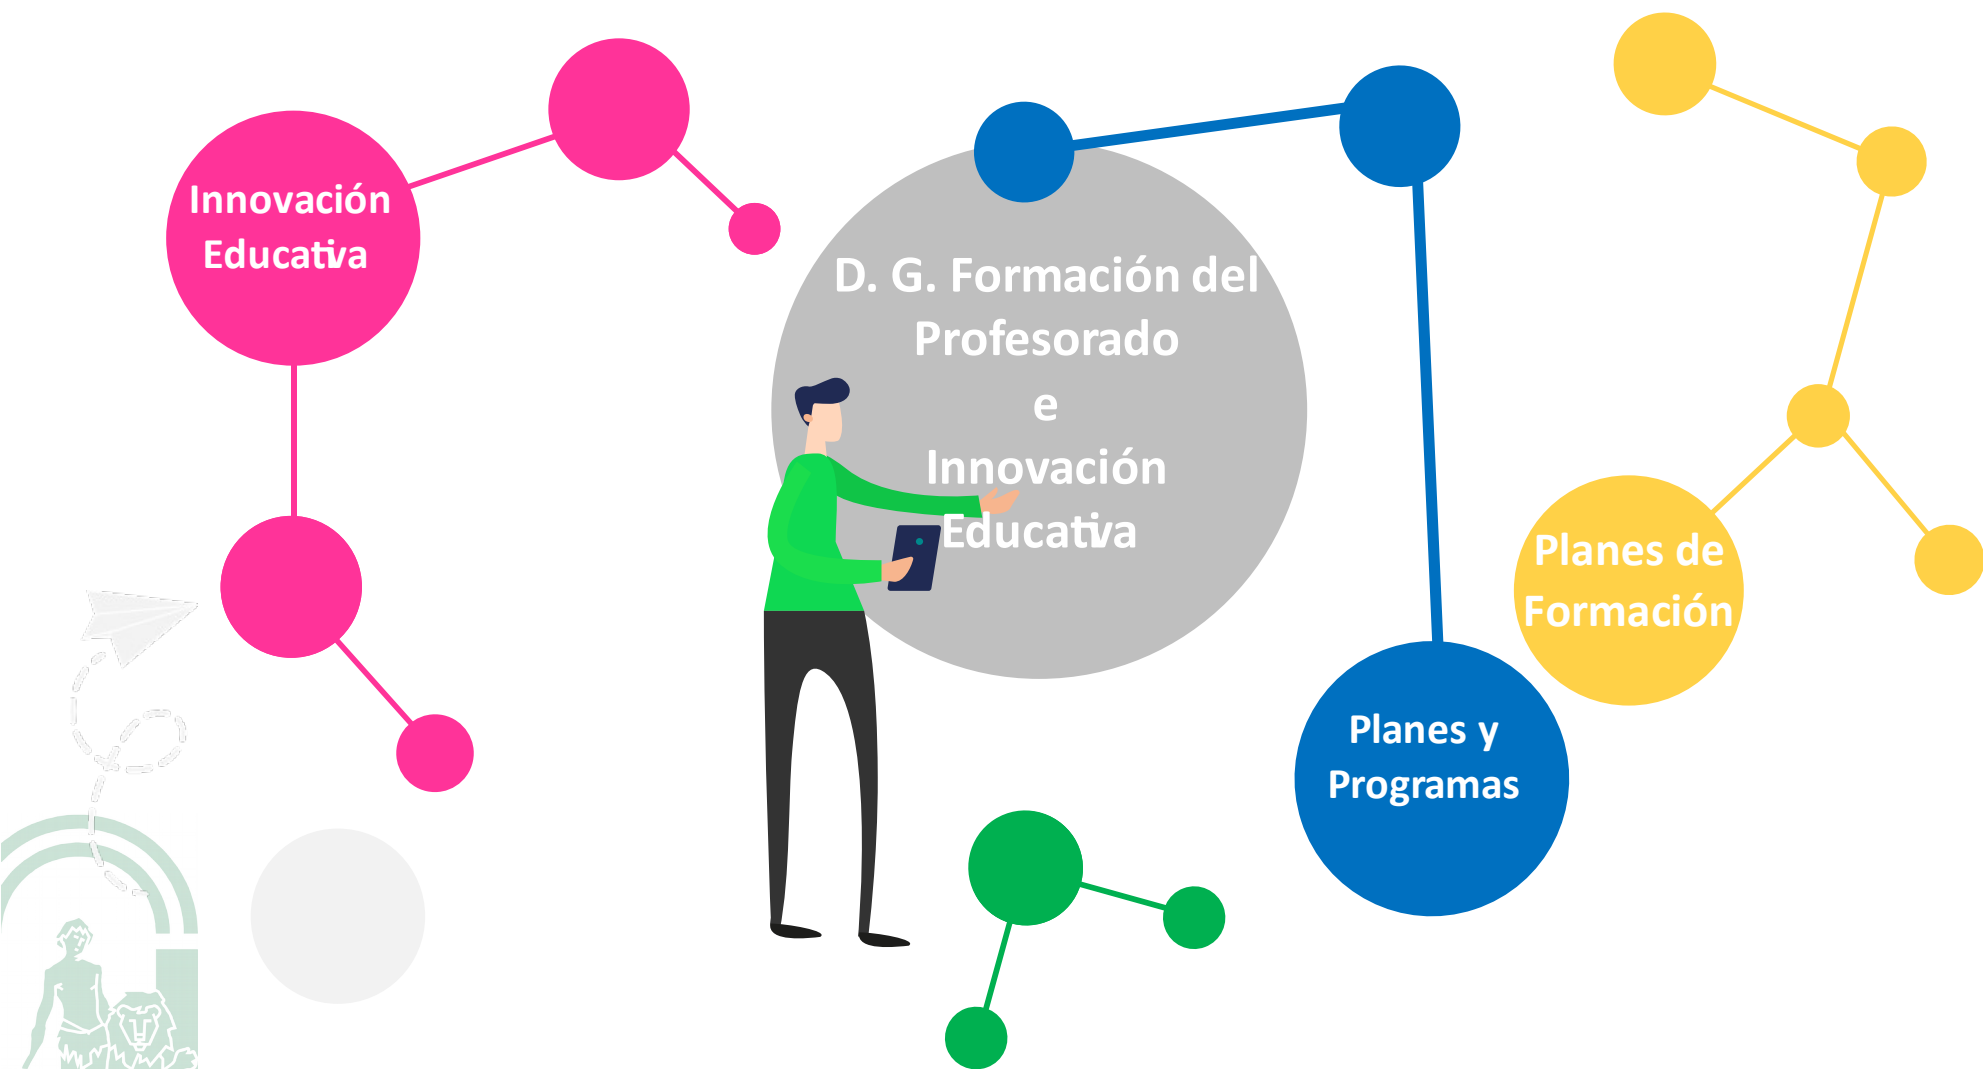 Innovación
Educativa
D. G. Formación del
Profesorado
e
Innovación
Educativa
Planes de
Formación
Planes y
Programas